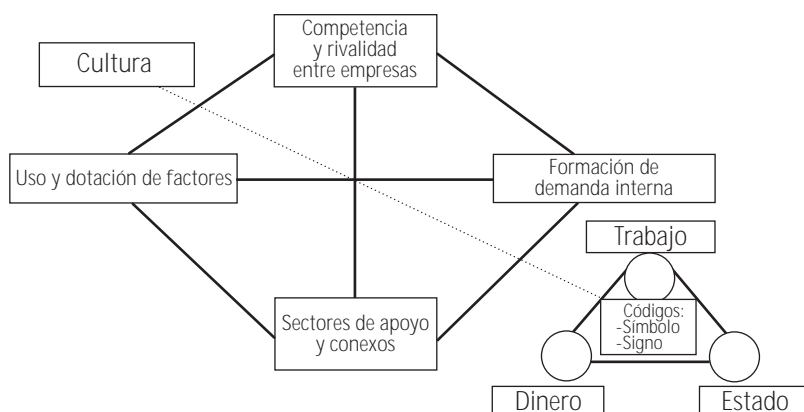 Competencia
y rivalidad
entre empresas
Cultura
Uso y dotación de factores
Formación de
demanda interna
Trabajo
Sectores de apoyo
y conexos
Códigos:
-Símbolo
-Signo
Dinero
Estado